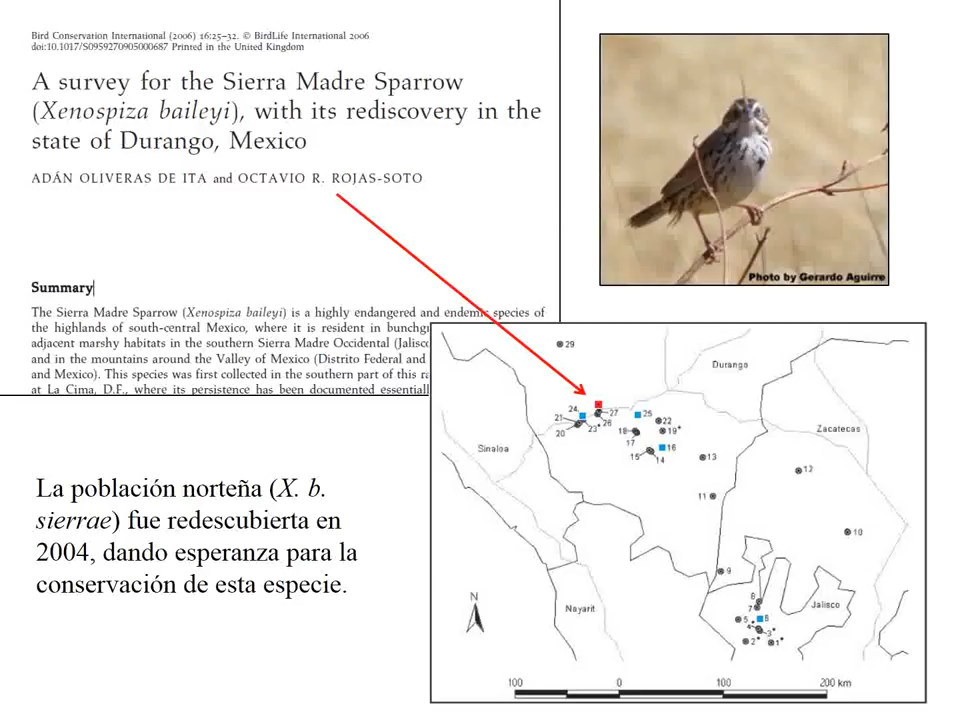 Bird Conservation International (2006) 16:25–32. © BirdLife International 2006
doi:10.1017/S0959270905000687 Printed in the United Kingdom
A survey for the Sierra Madre Sparrow
(Xenospiza baileyi), with its rediscovery in the
state of Durango, Mexico
ADÁN OLIVERAS DE ITA and OCTAVIO R. ROJAS-SOTO
Summary
The Sierra Madre Sparrow (Xenospiza baileyi) is a highly endangered and endemic species of
the highlands of south-central Mexico, where it is resident in bunchgr
adjacent marshy habitats in the southern Sierra Madre Occidental (Jalisco
and in the mountains around the Valley of Mexico (Distrito Federal and
and Mexico). This species was first collected in the southern part of this ra
at La Cima, D.F., where its persistence has been documented essentiall
Photo by Gerardo Aguirre
La población norteña (X. b.
sierrae) fue redescubierta en
2004, dando esperanza para la
conservación de esta especie.
29
Durango
24
27
25
21
26
22
20
23*
18
19*
Zacatecas
17
Sinaloa
16
15
14
13
12
11
10
9
8
7
Jalisco
N
Nayarit
5*
6
4
3*
2*
1*
100
0
100
200 km